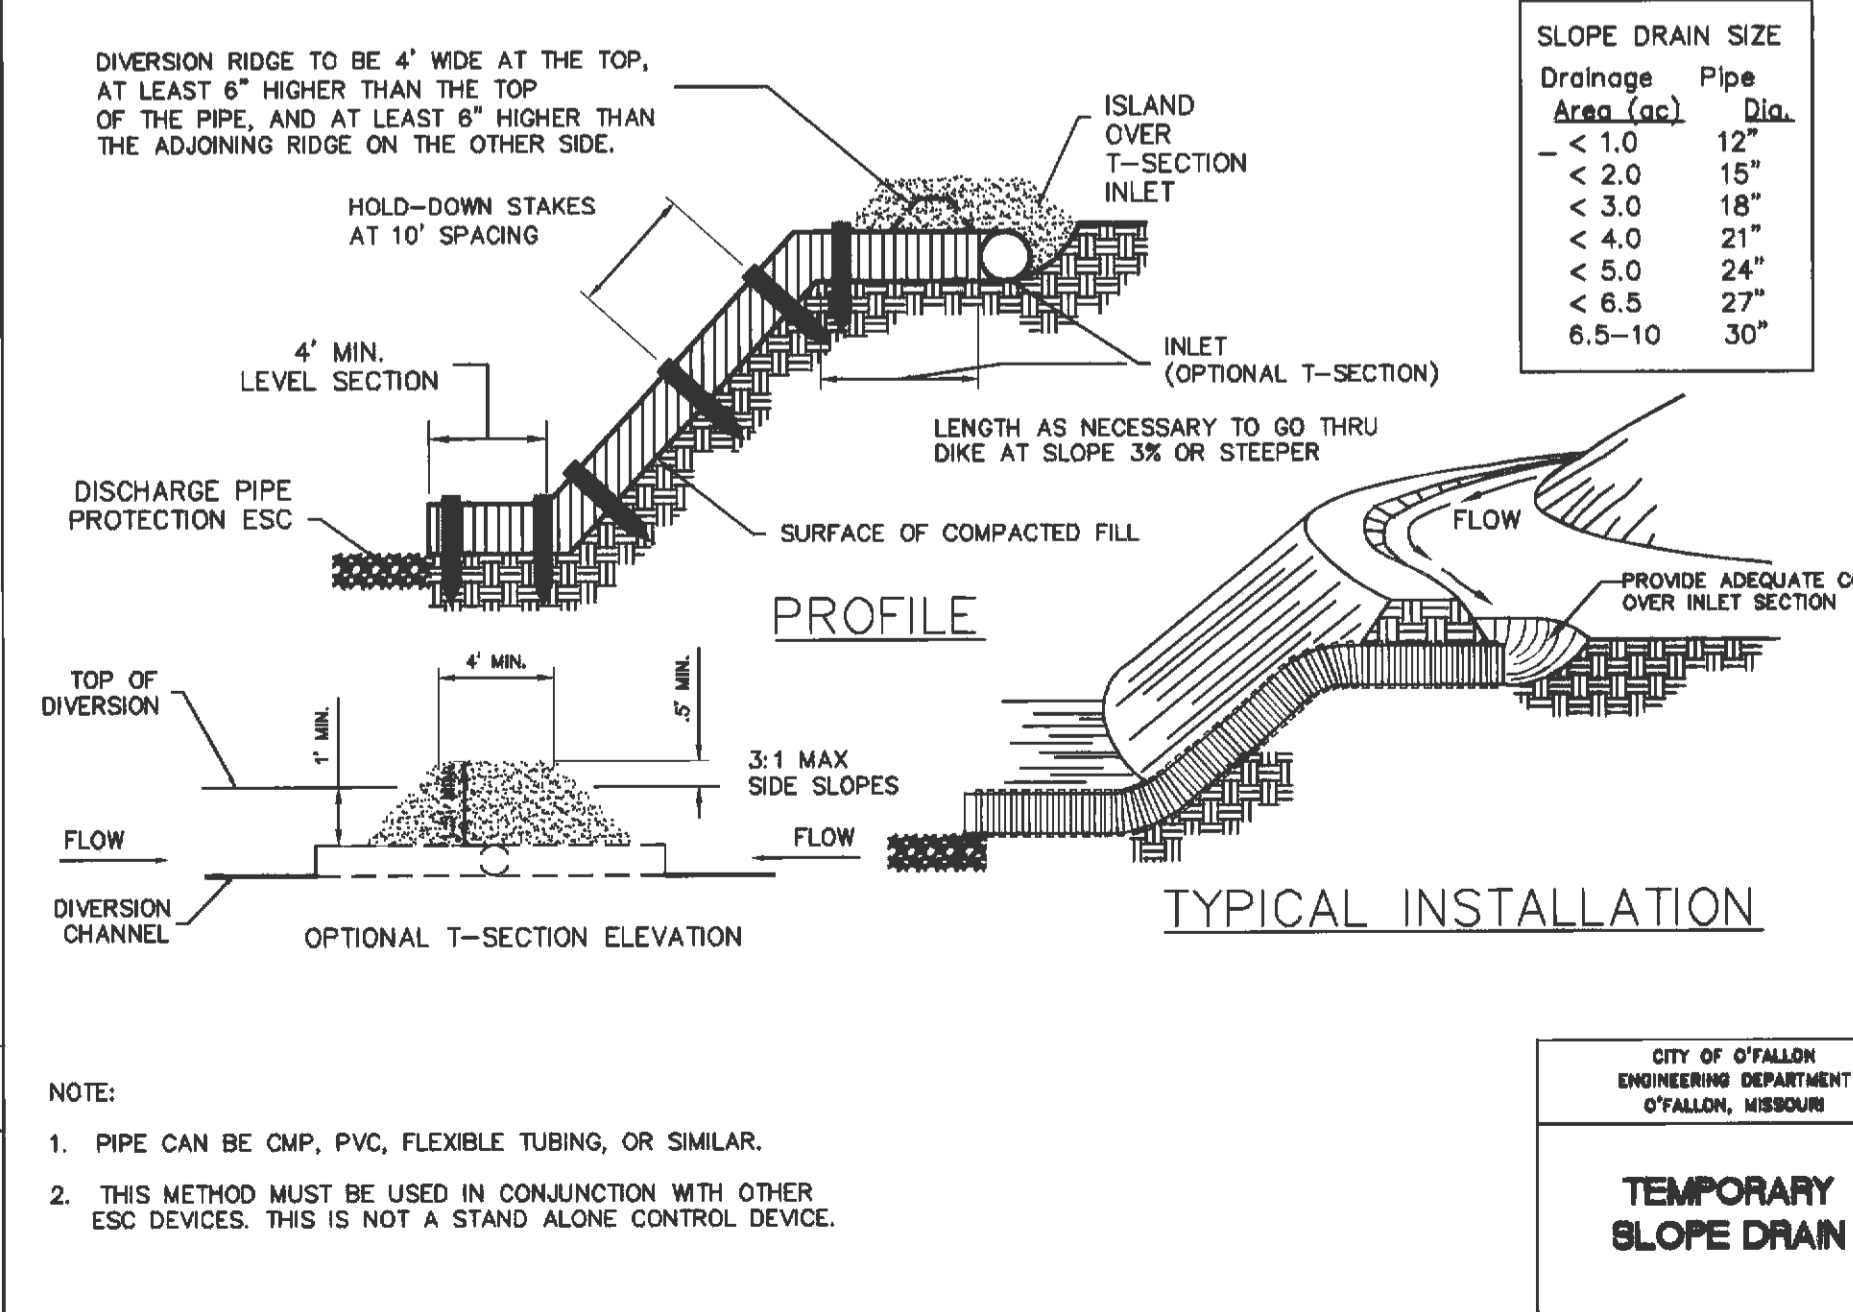 DIVERSION RIDGE TO BE 4' WIDE AT THE TOP,
AT LEAST 6" HIGHER THAN THE TOP
OF THE PIPE, AND AT LEAST 6" HIGHER THAN
THE ADJOINING RIDGE ON THE OTHER SIDE.
HOLD-DOWN STAKES
AT 10' SPACING
ISLAND
OVER
T-SECTION
INLET
SLOPE DRAIN SIZE
Drainage Pipe
Area (ac) Dia.
_ < 1.0 12"
< 2.0 15"
< 3.0 18"
< 4.0 21"
< 5.0 24"
< 6.5 27"
6.5-10 30"
4' MIN.
LEVEL SECTION
INLET
(OPTIONAL T-SECTION)
LENGTH AS NECESSARY TO GO THRU
DIKE AT SLOPE 3% OR STEEPER
DISCHARGE PIPE
PROTECTION ESC
SURFACE OF COMPACTED FILL
PROFILE
FLOW
PROVIDE ADEQUATE
OVER INLET SECTION
TOP OF
DIVERSION
1' MIN.
4' MIN.
.5' MIN.
MIN.
3:1 MAX
SIDE SLOPES
FLOW
FLOW
DIVERSION
CHANNEL
OPTIONAL T-SECTION ELEVATION
TYPICAL INSTALLATION
NOTE:
1. PIPE CAN BE CMP, PVC, FLEXIBLE TUBING, OR SIMILAR.
2. THIS METHOD MUST BE USED IN CONJUNCTION WITH OTHER
ESC DEVICES. THIS IS NOT A STAND ALONE CONTROL DEVICE.
CITY OF O'FALLON
ENGINEERING DEPARTMENT
O'FALLON, MISSOURI
TEMPORARY
SLOPE DRAIN